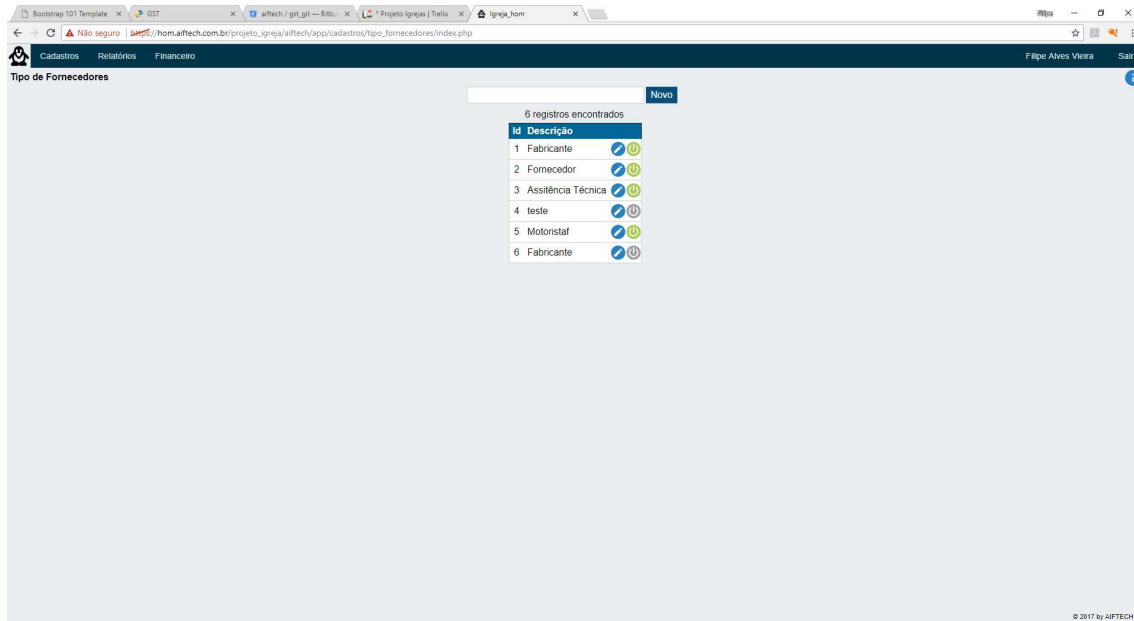 Bootstrap 101 Template
GST
aiftech / gst_git — Bitbu
* Projeto Igrejas | Trello
Igreja_hom
Filipe
Não seguro | https://hom.aiftech.com.br/projeto_igreja/aiftech/app/cadastros/tipo_fornecedores/index.php
Cadastros Relatórios Financeiro Filipe Alves Vieira Sair
Tipo de Fornecedores
Novo
6 registros encontrados
Id Descrição
1 Fabricante
2 Fornecedor
3 Assitência Técnica
4 teste
5 Motoristaf
6 Fabricante
© 2017 by AIFTECH